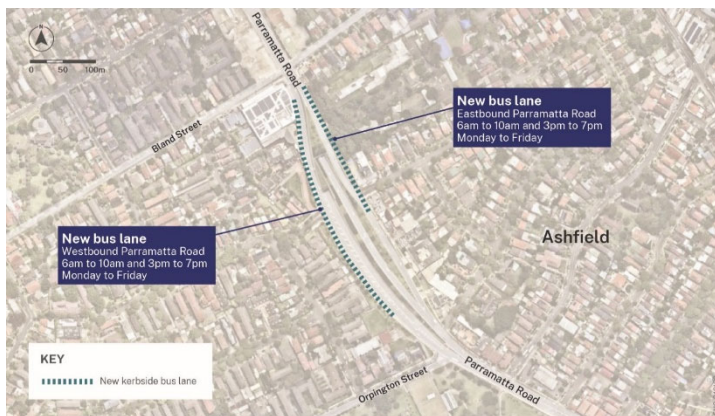 Parramatta Road
0 50 100m
New bus lane
Eastbound Parramatta Road
6am to 10am and 3pm to 7pm
Monday to Friday
Bland Street
New bus lane
Westbound Parramatta Road
6am to 10am and 3pm to 7pm
Monday to Friday
Ashfield
KEY
New kerbside bus lane
Orpington Street
Parramatta Road